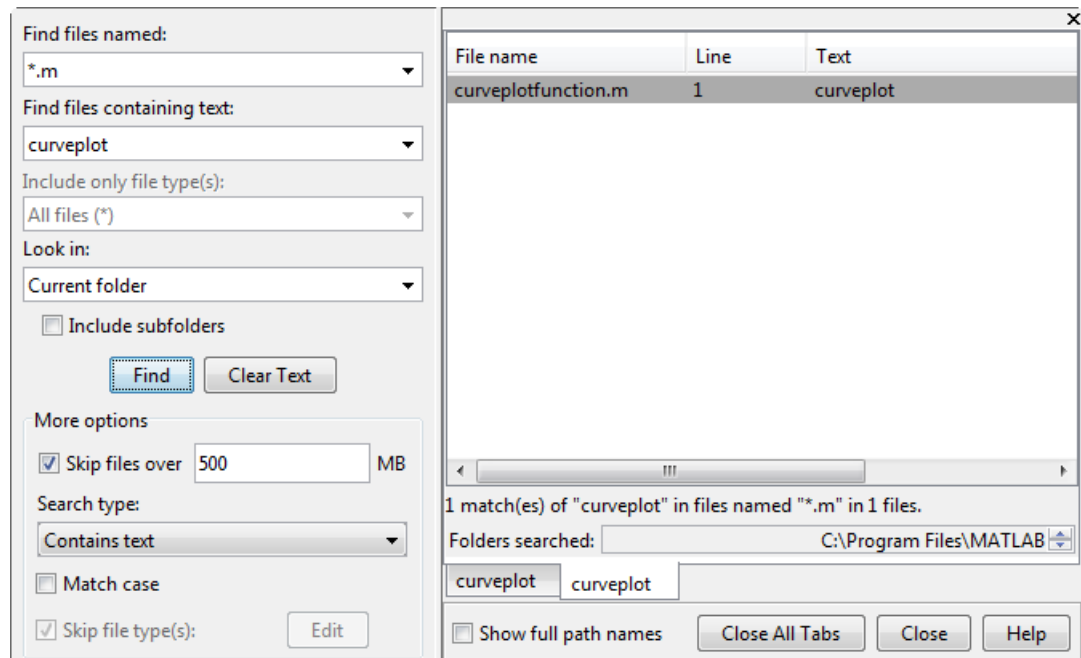 Find files named:
*.m
Find files containing text:
curveplot
Include only file type(s):
All files (*)
Look in:
Current folder
Include subfolders
Find
Clear Text
More options
Skip files over 500 MB
Search type:
Contains text
Match case
Skip file type(s): Edit
File name Line Text
curveplotfunction.m 1 curveplot
1 match(es) of "curveplot" in files named "*.m" in 1 files.
Folders searched: C:\Program Files\MATLAB
curveplot curveplot
Show full path names Close All Tabs Close Help